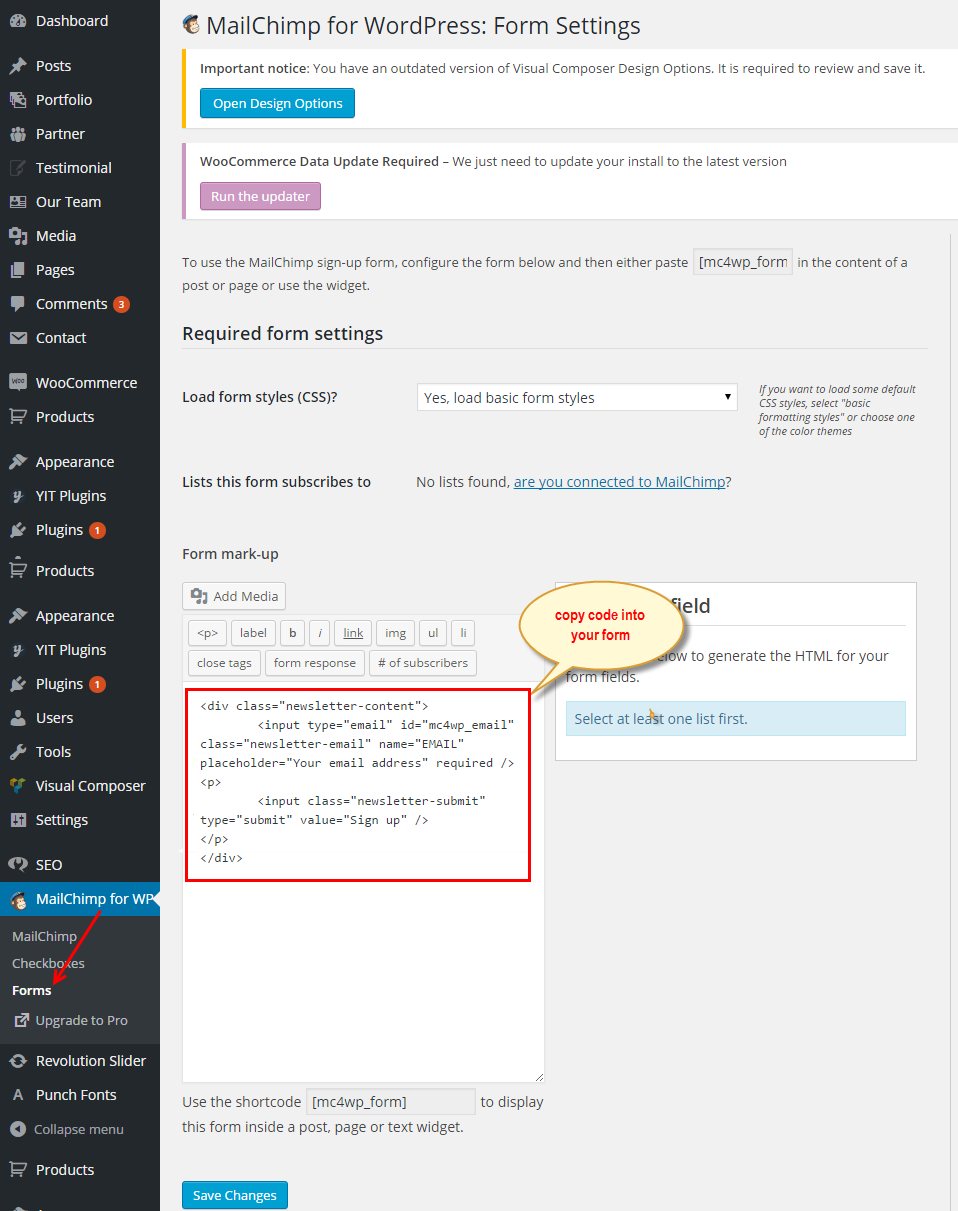 Dashboard
Posts
Portfolio
Partner
Testimonial
Our Team
Media
Pages
Comments 3
Contact
WOO WooCommerce
Products
Appearance
YIT Plugins
Plugins 1
Products
Appearance
YIT Plugins
Plugins 1
Users
Tools
Visual Composer
Settings
SEO
MailChimp for WP
MailChimp
Checkboxes
Forms
Upgrade to Pro
Revolution Slider
A Punch Fonts
Collapse menu
Products
MailChimp for WordPress: Form Settings
Important notice: You have an outdated version of Visual Composer Design Options. It is required to review and save it.
Open Design Options
WooCommerce Data Update Required – We just need to update your install to the latest version
Run the updater
To use the MailChimp sign-up form, configure the form below and then either paste [mc4wp_form in the content of a
post or page or use the widget.
Required form settings
Load form styles (CSS)?
Yes, load basic form styles
If you want to load some default
CSS styles, select "basic
formatting styles" or choose one
of the color themes
Lists this form subscribes to
No lists found, are you connected to MailChimp?
Form mark-up
Add Media
<p> label b i link img ul li
close tags form response # of subscribers
<div class="newsletter-content">
<input type="email" id="mc4wp_email"
class="newsletter-email" name="EMAIL"
placeholder="Your email address" required />
<p>
<input class="newsletter-submit"
type="submit" value="Sign up" />
</p>
</div>
copy code into
your form
field
below to generate the HTML for your
form fields.
Select at least one list first.
Use the shortcode [mc4wp_form] to display
this form inside a post, page or text widget.
Save Changes